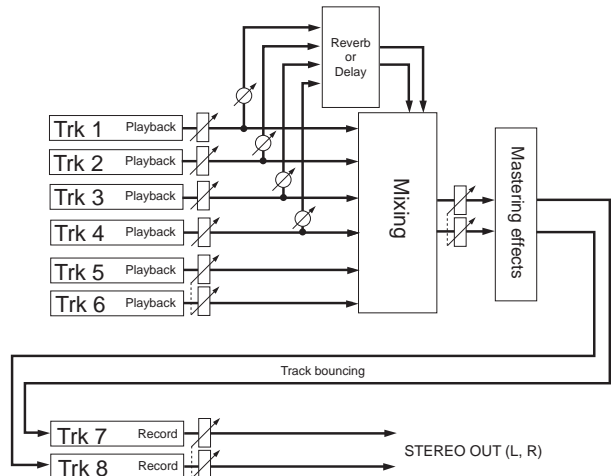 Reverb
or
Delay
Trk 1 Playback
Trk 2 Playback
Trk 3 Playback
Trk 4 Playback
Trk 5 Playback
Trk 6 Playback
Mixing
Mastering effects
Track bouncing
Trk 7 Record
Trk 8 Record
STEREO OUT (L, R)